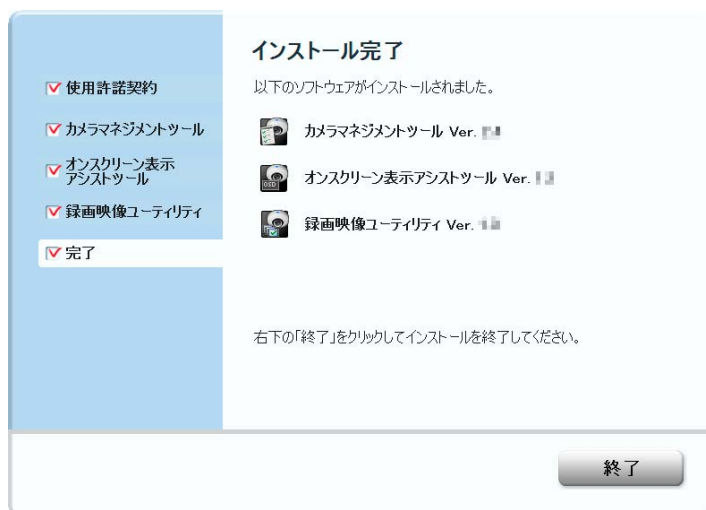 使用許諾契約
カメラマネジメントツール
オンスクリーン表示
アシストツール
録画映像ユーティリティ
完了
インストール完了
以下のソフトウェアがインストールされました。
カメラマネジメントツール Ver.
OSD
オンスクリーン表示アシストツール Ver.
録画映像ユーティリティ Ver.
右下の「終了」をクリックしてインストールを終了してください。
終了